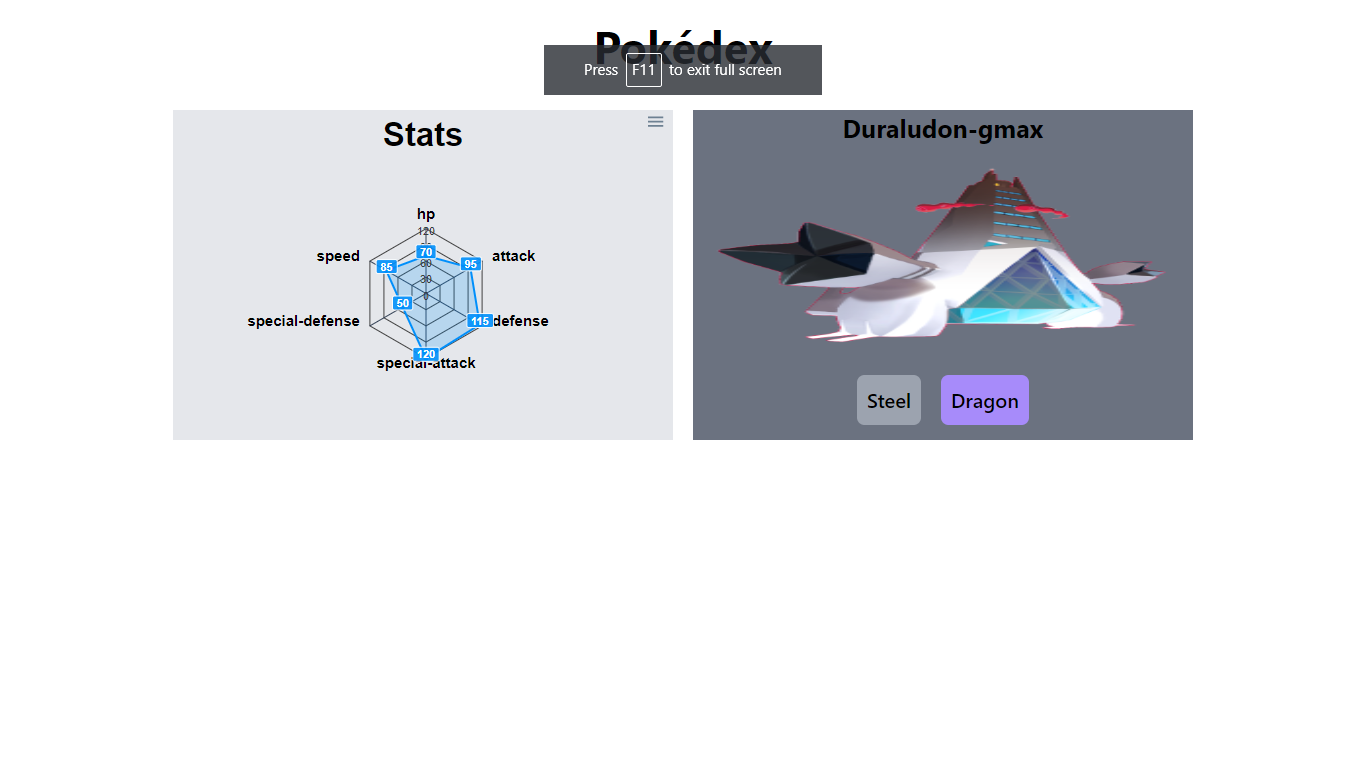 Pokédex
Press F11 to exit full screen
Stats
hp
120
70
60
30
0
speed
85
attack
95
special-defense
50
defense
115
120
special-attack
Duraludon-gmax
Steel
Dragon